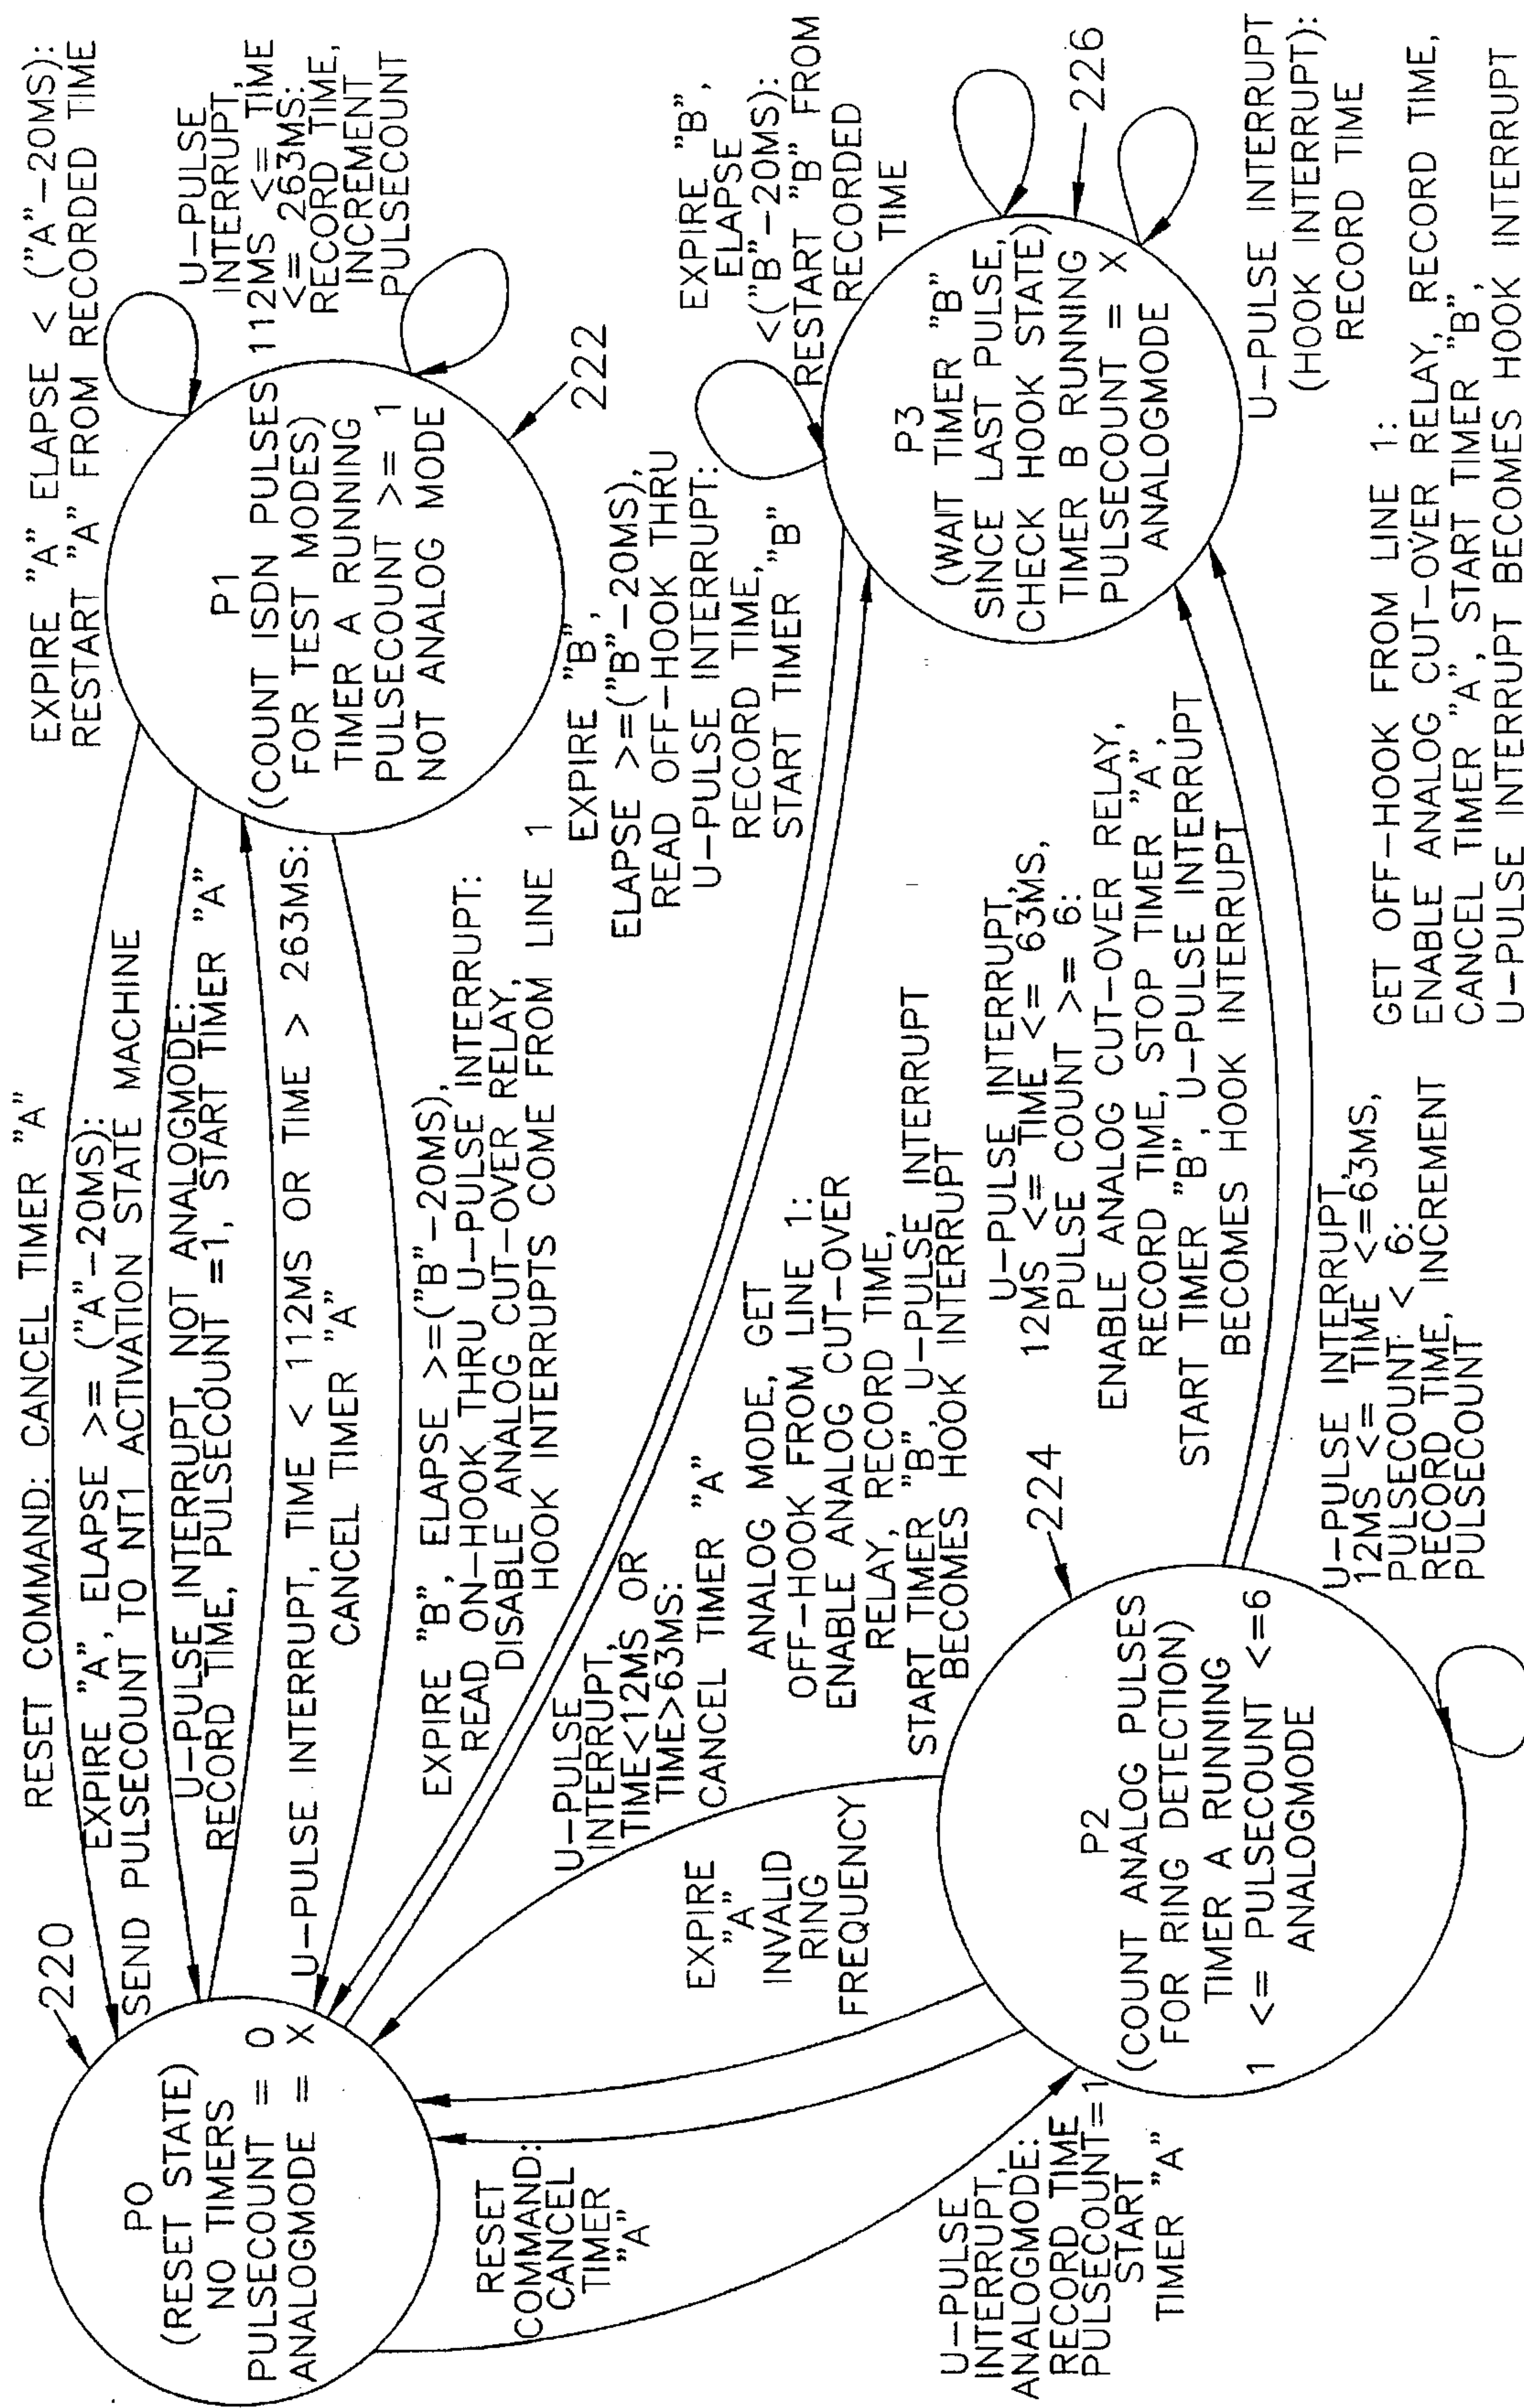 RESET COMMAND: CANCEL TIMER "A"
EXPIRE "A", ELAPSE >= ("A"-20MS):
SEND PULSECOUNT TO NT1 ACTIVATION STATE MACHINE
U-PULSE INTERRUPT, NOT ANALOGMODE:
RECORD TIME, PULSECOUNT =1, START TIMER "A"
U-PULSE INTERRUPT, TIME < 112MS OR TIME > 263MS:
CANCEL TIMER "A"
EXPIRE "A" ELAPSE < ("A"-20MS):
RESTART "A" FROM RECORDED TIME
U-PULSE
INTERRUPT,
112MS <= TIME
<= 263MS:
RECORD TIME,
INCREMENT
PULSECOUNT
220
P0
(RESET STATE)
NO TIMERS
PULSECOUNT = 0
ANALOGMODE = X
P1
(COUNT ISDN PULSES
FOR TEST MODES)
TIMER A RUNNING
PULSECOUNT >= 1
NOT ANALOG MODE
222
EXPIRE "B", ELAPSE >=("B"-20MS),
READ ON-HOOK THRU U-PULSE INTERRUPT:
DISABLE ANALOG CUT-OVER RELAY,
HOOK INTERRUPTS COME FROM LINE 1
EXPIRE "B",
ELAPSE >=("B"-20MS),
READ OFF-HOOK THRU
U-PULSE INTERRUPT:
RECORD TIME,
START TIMER "B"
EXPIRE "B",
ELAPSE
<("B"-20MS):
RESTART "B" FROM
RECORDED
TIME
P3
(WAIT TIMER "B"
SINCE LAST PULSE,
CHECK HOOK STATE)
TIMER B RUNNING
PULSECOUNT = X
ANALOGMODE
226
U-PULSE INTERRUPT
(HOOK INTERRUPT):
RECORD TIME
RESET
COMMAND:
CANCEL
TIMER
"A"
EXPIRE
"A"
INVALID
RING
FREQUENCY
U-PULSE
INTERRUPT,
TIME<12MS OR
TIME>63MS:
CANCEL TIMER "A"
ANALOG MODE, GET
OFF-HOOK FROM LINE 1:
ENABLE ANALOG CUT-OVER
RELAY, RECORD TIME,
START TIMER "B" U-PULSE INTERRUPT
BECOMES HOOK INTERRUPT
U-PULSE INTERRUPT,
12MS <= TIME <= 63MS,
PULSE COUNT >= 6:
ENABLE ANALOG CUT-OVER RELAY,
RECORD TIME, STOP TIMER "A",
START TIMER "B", U-PULSE INTERRUPT
BECOMES HOOK INTERRUPT
U-PULSE
INTERRUPT,
ANALOGMODE:
RECORD TIME
PULSECOUNT=1
START
TIMER "A"
224
P2
(COUNT ANALOG PULSES
FOR RING DETECTION)
TIMER A RUNNING
1 <= PULSECOUNT <=6
ANALOGMODE
U-PULSE INTERRUPT,
12MS <= TIME <=63MS,
PULSECOUNT < 6:
RECORD TIME, INCREMENT
PULSECOUNT
GET OFF-HOOK FROM LINE 1:
ENABLE ANALOG CUT-OVER RELAY, RECORD TIME,
CANCEL TIMER "A", START TIMER "B",
U-PULSE INTERRUPT BECOMES HOOK INTERRUPT